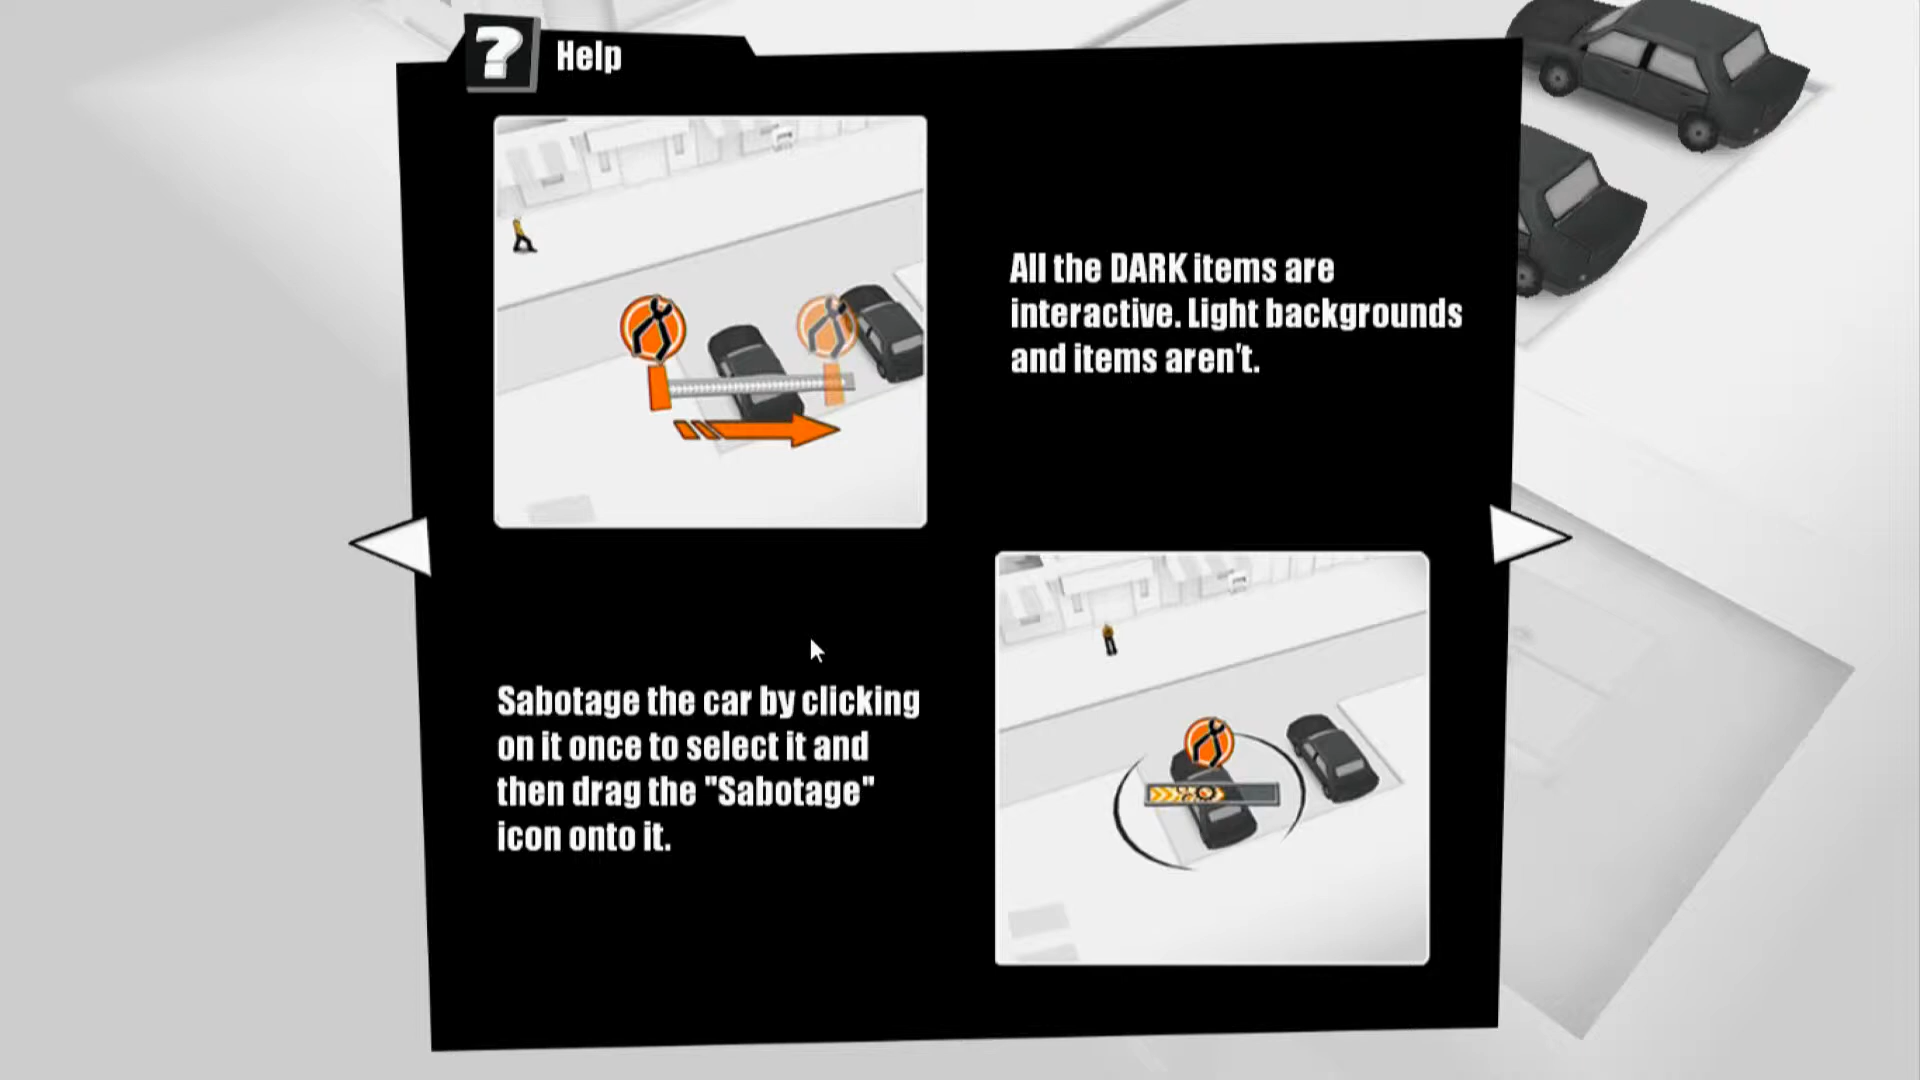 Help
All the DARK items are
interactive. Light backgrounds
and items aren't.
Sabotage the car by clicking
on it once to select it and
then drag the "Sabotage"
icon onto it.